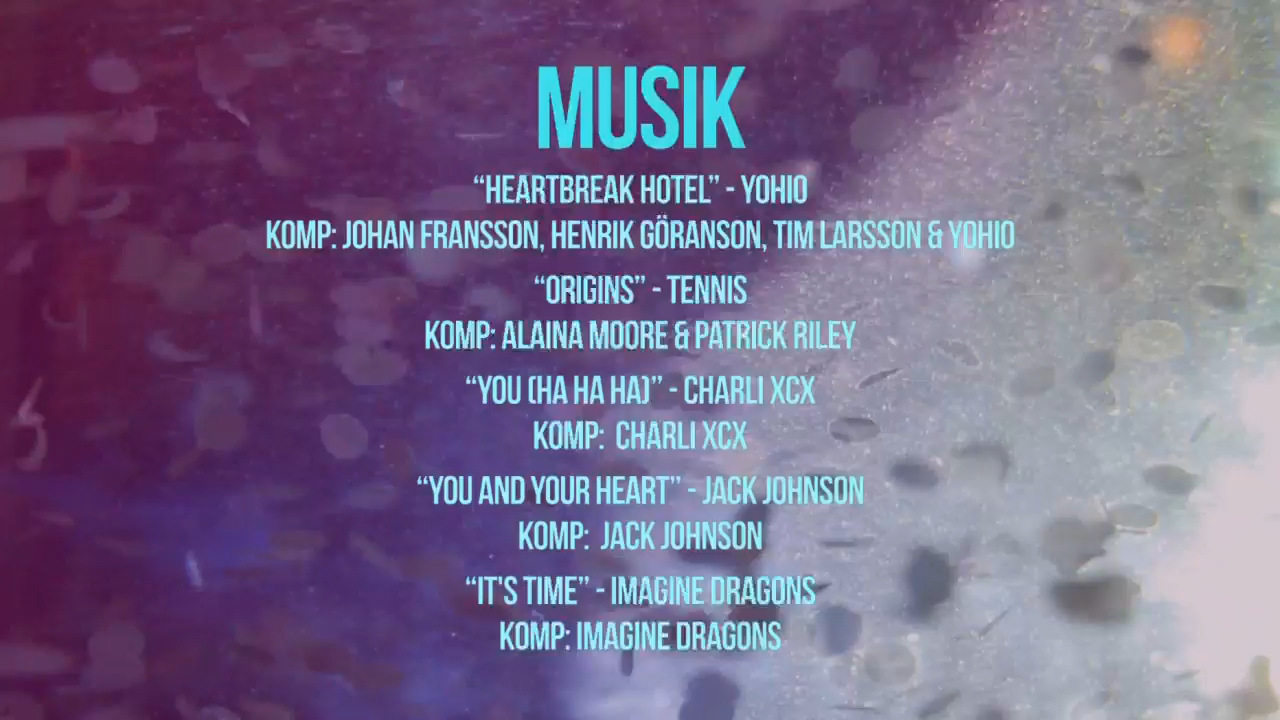 MUSIK
“HEARTBREAK HOTEL” - YOHIO
KOMP: JOHAN FRANSSON, HENRIK GÖRANSON, TIM LARSSON & YOHIO
“ORIGINS” - TENNIS
KOMP: ALAINA MOORE & PATRICK RILEY
“YOU (HA HA HA)” - CHARLI XCX
KOMP: CHARLI XCX
“YOU AND YOUR HEART” - JACK JOHNSON
KOMP: JACK JOHNSON
“IT'S TIME” - IMAGINE DRAGONS
KOMP: IMAGINE DRAGONS